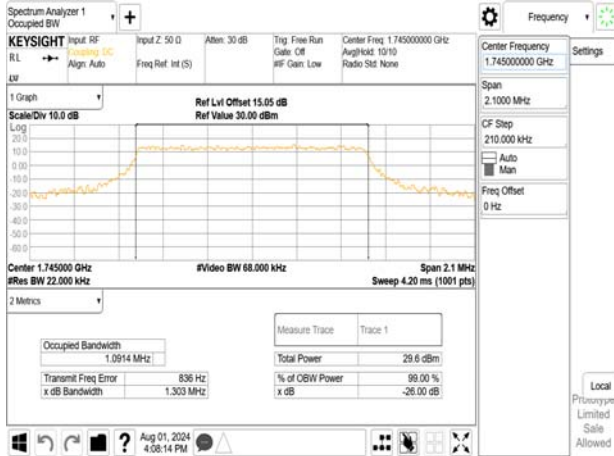 Spectrum Analyzer 1
Occupied BW
+
Frequency
KEYSIGHT
RL
Input: RF
Coupling: DC
Align: Auto
Input Z: 50 Ω
Freq Ref: Int (S)
Atten: 30 dB
Trig: Free Run
Gate: Off
#IF Gain: Low
Center Freq: 1.745000000 GHz
Avg|Hold: 10/10
Radio Std: None
Center Frequency
1.745000000 GHz
Settings
Span
2.1000 MHz
CF Step
210.000 kHz
Auto
Man
Freq Offset
0 Hz
1 Graph
Scale/Div 10.0 dB
Ref Lvl Offset 15.05 dB
Ref Value 30.00 dBm
Log
20.0
10.0
0.00
-10.0
-20.0
-30.0
-40.0
-50.0
-60.0
Center 1.745000 GHz
#Res BW 22.000 kHz
#Video BW 68.000 kHz
Span 2.1 MHz
Sweep 4.20 ms (1001 pts)
2 Metrics
Measure Trace
Trace 1
Occupied Bandwidth
1.0914 MHz
Total Power
29.6 dBm
Transmit Freq Error
836 Hz
% of OBW Power
99.00 %
x dB Bandwidth
1.303 MHz
x dB
-26.00 dB
Local
Prototype
Limited
Sale
Allowed
?
Aug 01, 2024
4:08:14 PM